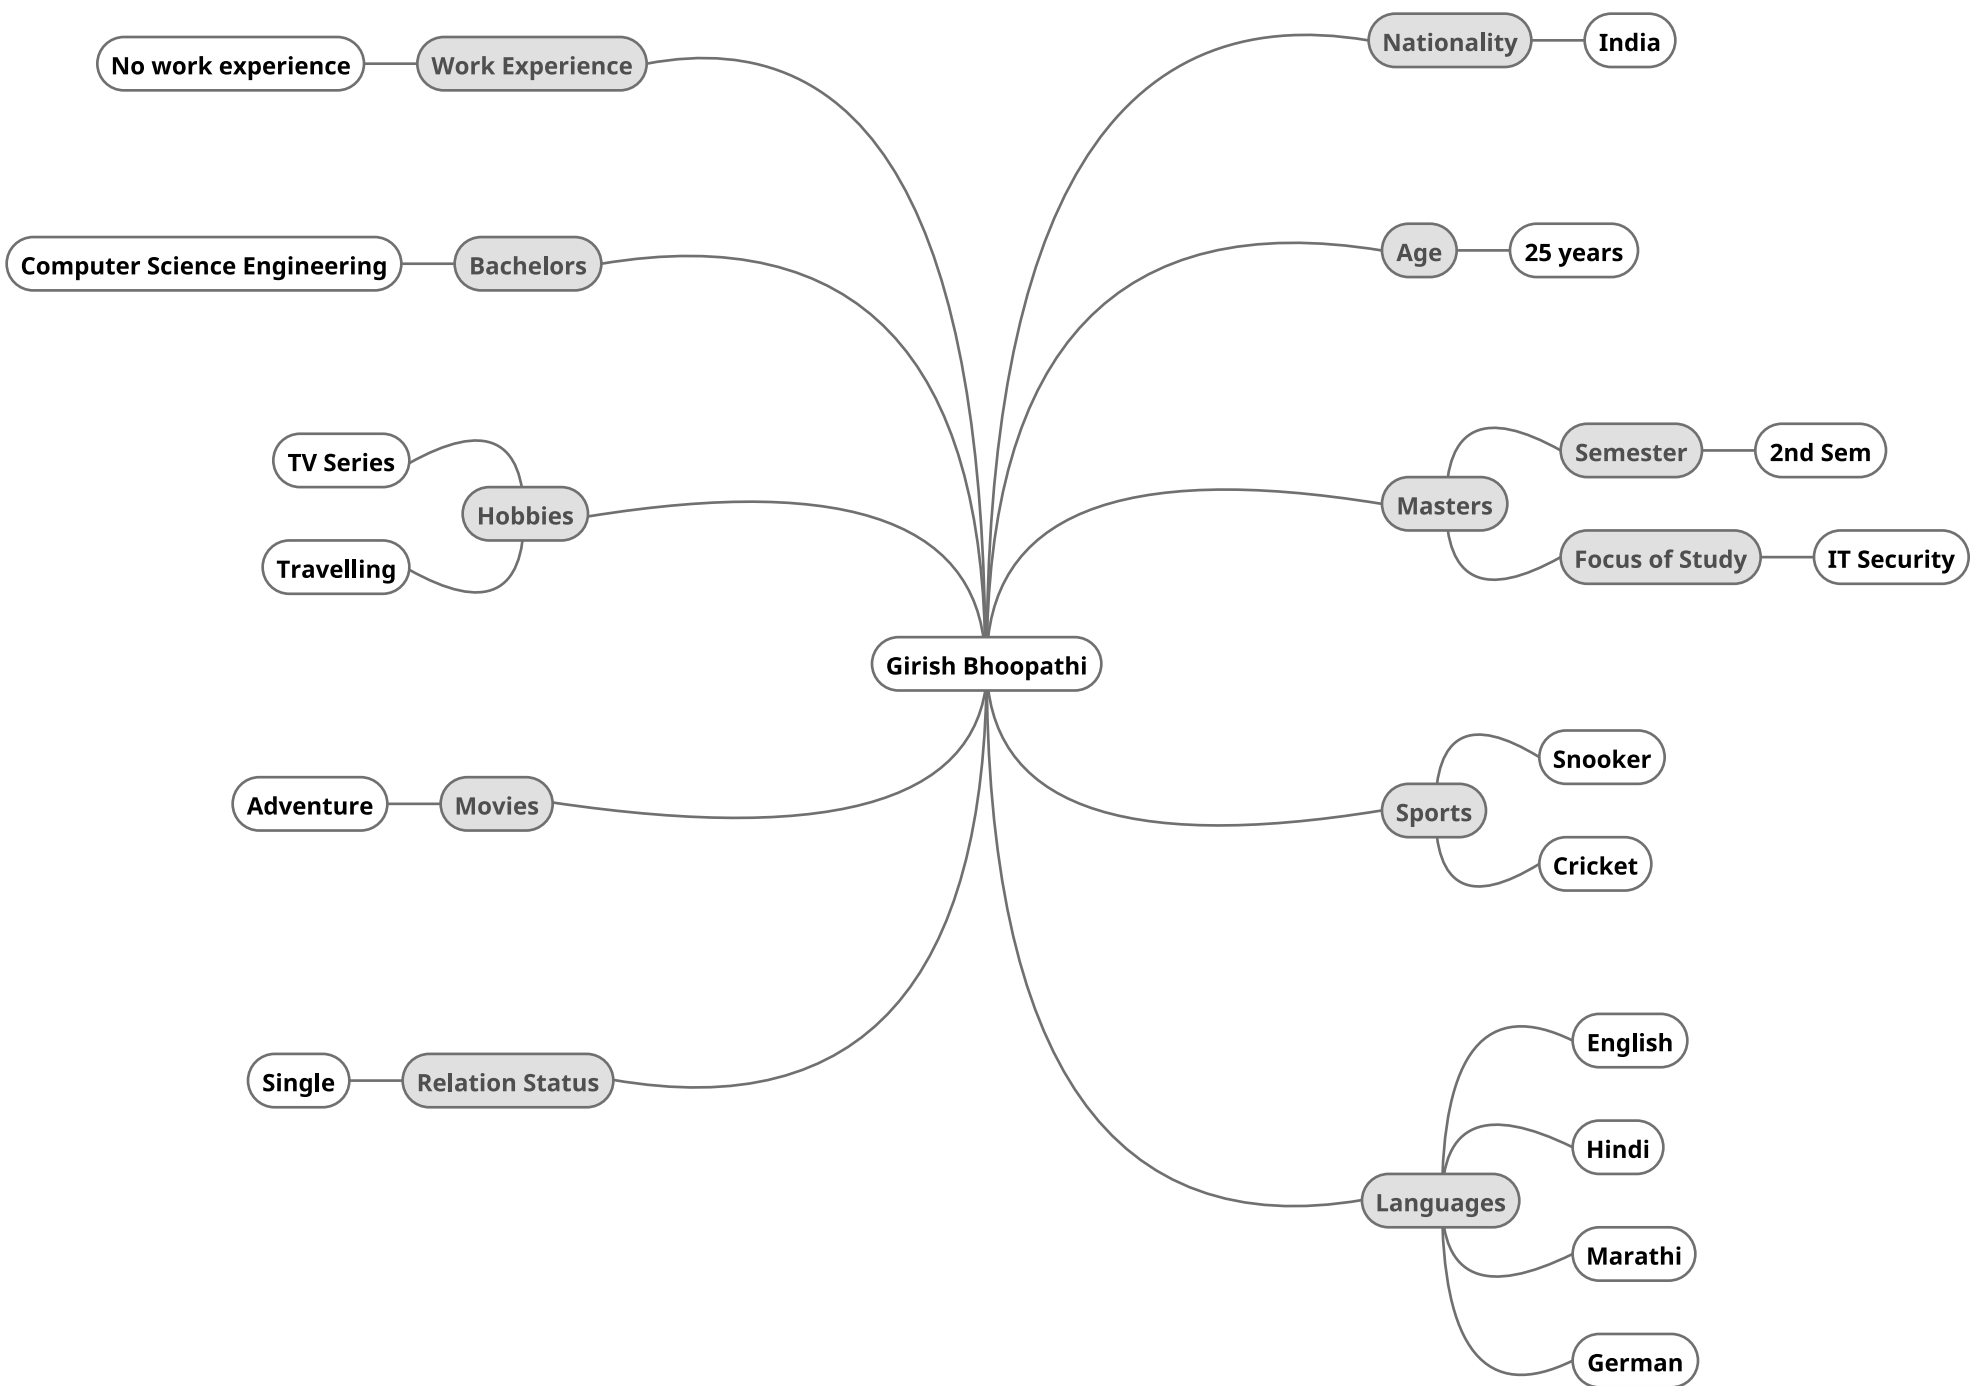 Nationality
India
No work experience
Work Experience
Age
25 years
Computer Science Engineering
Bachelors
Semester
2nd Sem
TV Series
Masters
Hobbies
Focus of Study
IT Security
Travelling
Girish Bhoopathi
Snooker
Adventure
Movies
Sports
Cricket
English
Single
Relation Status
Hindi
Languages
Marathi
German